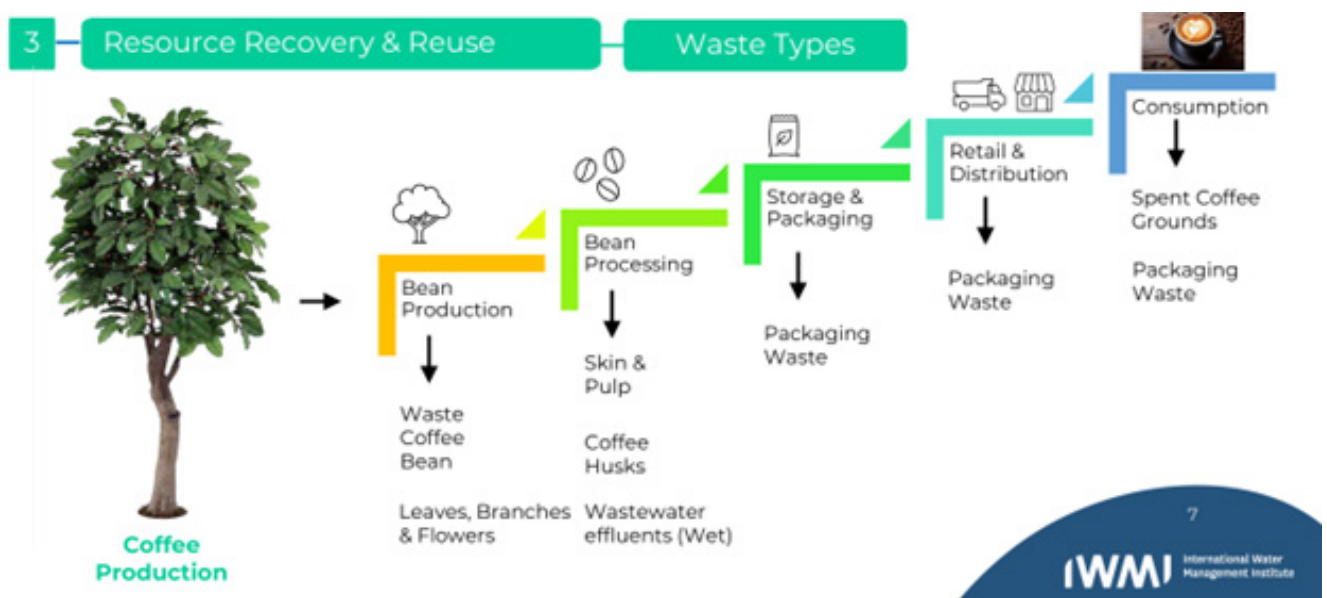 3
Resource Recovery & Reuse
Waste Types
Coffee
Production
Bean
Production
Waste
Coffee
Bean
Leaves, Branches
& Flowers
Bean
Processing
Skin &
Pulp
Coffee
Husks
Wastewater
effluents (Wet)
Storage &
Packaging
Packaging
Waste
Retail &
Distribution
Packaging
Waste
Consumption
Spent Coffee
Grounds
Packaging
Waste
7
IWMI
International Water
Management Institute